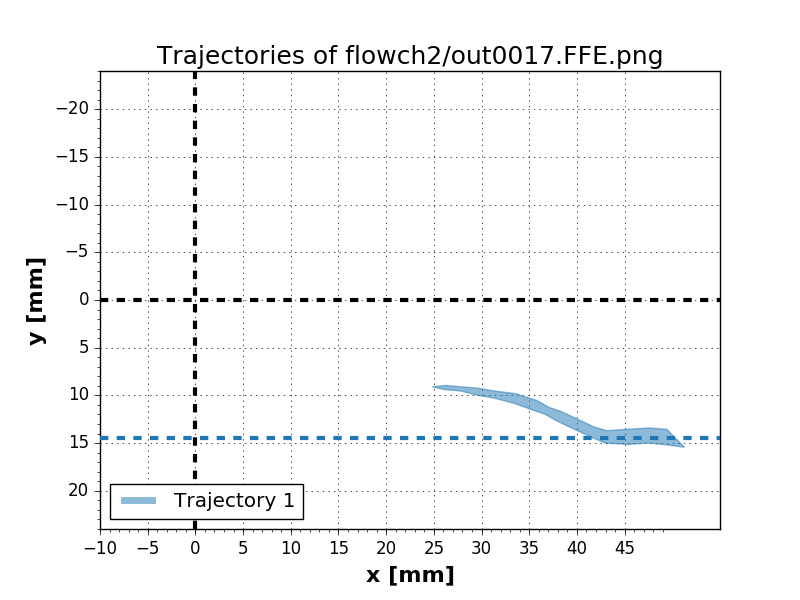 Trajectories of flowch2/out0017.FFE.png
−20
−15
−10
−5
0
5
10
15
20
y [mm]
Trajectory 1
−10 −5 0 5 10 15 20 25 30 35 40 45
x [mm]